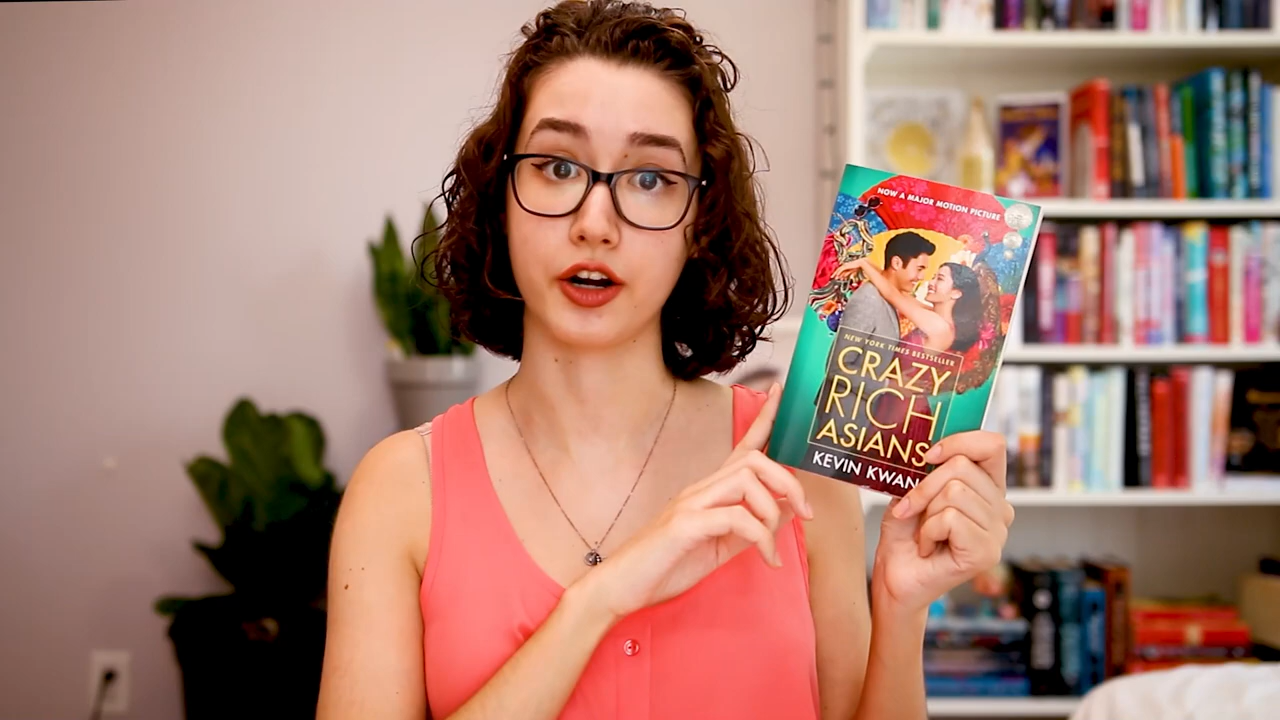 NOW A MAJOR MOTION PICTURE
NEW YORK TIMES BESTSELLER
CRAZY
RICH
ASIANS
KEVIN KWAN